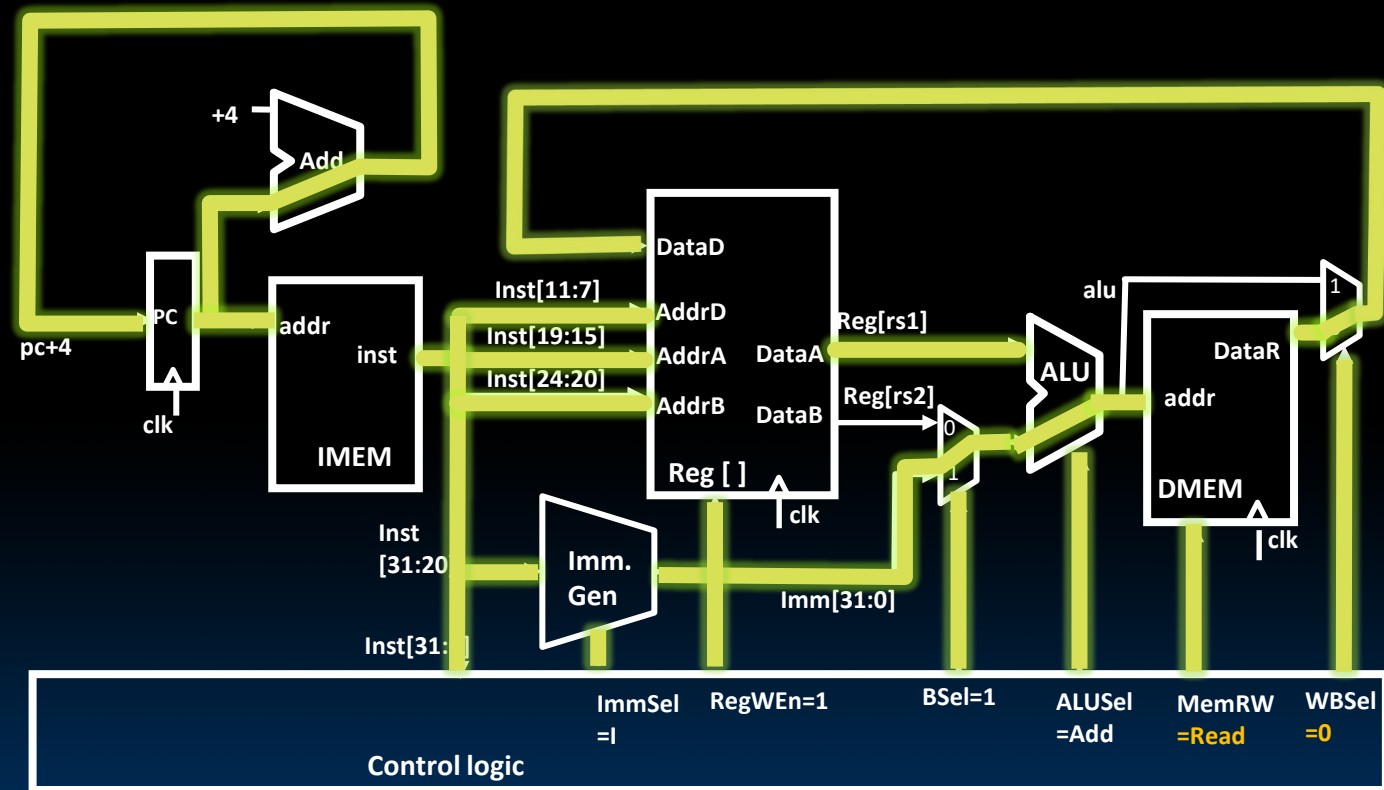 +4
Add
DataD
Inst[11:7]
AddrD
alu
1
PC
addr
Reg[rs1]
pc+4
inst
Inst[19:15]
AddrA
DataA
DataR
ALU
Inst[24:20]
Reg[rs2]
addr
AddrB
DataB
clk
0
IMEM
Reg [ ]
1
DMEM
clk
clk
Inst
[31:20]
Imm.
Gen
Imm[31:0]
Inst[31:
ImmSel
=I
RegWEn=1
BSel=1
ALUSel
=Add
MemRW
=Read
WBSel
=0
Control logic